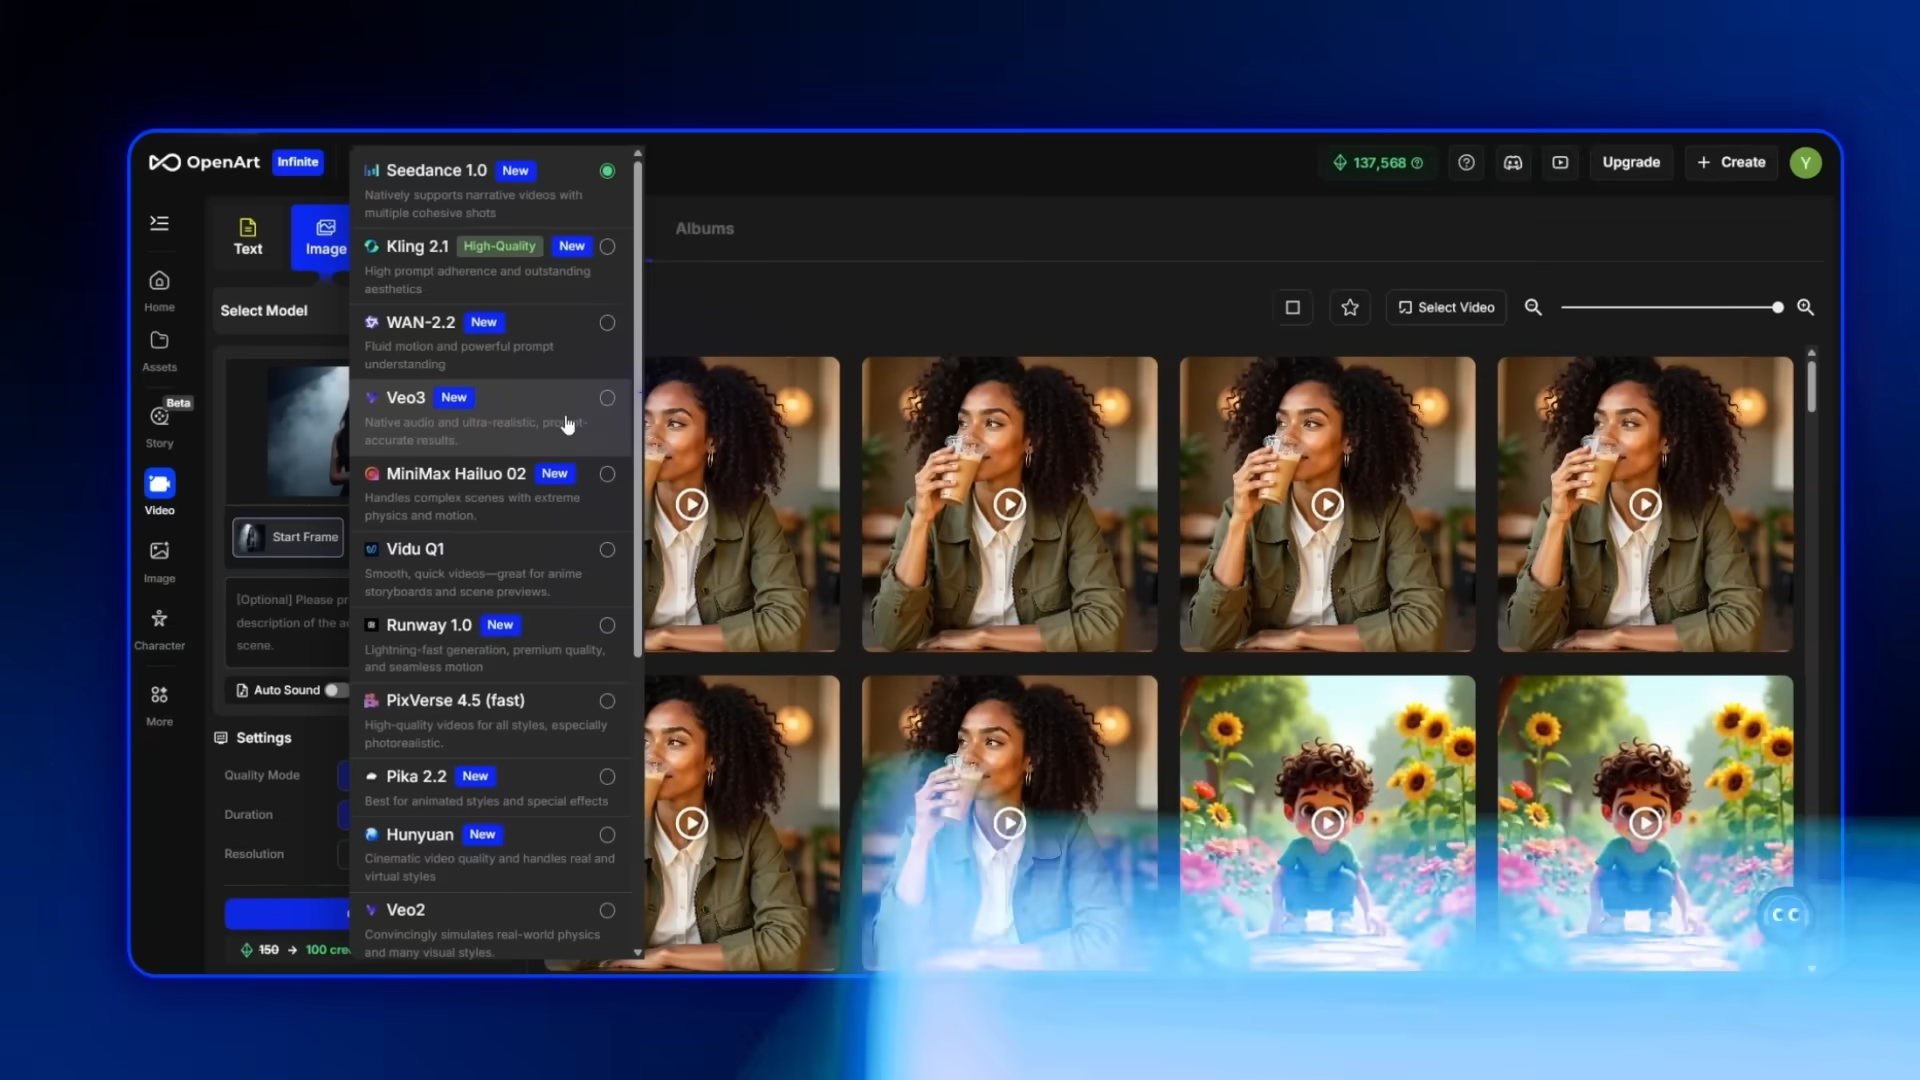 OpenArt
Infinite
137,568
Upgrade
+ Create
Y
Text
Image
Albums
Select Model
Select Video
Home
Assets
Beta
Story
Video
Image
Character
More
Start Frame
[Optional] Please
description of the
scene.
Auto Sound
Settings
Quality Mode
Duration
Resolution
150 → 100
Seedance 1.0 New
Natively supports narrative videos with
multiple cohesive shots
Kling 2.1 High-Quality New
High prompt adherence and outstanding
aesthetics
WAN-2.2 New
Fluid motion and powerful prompt
understanding
Veo3 New
Native audio and ultra-realistic, prompt-
accurate results.
MiniMax Hailuo 02 New
Handles complex scenes with extreme
physics and motion.
Vidu Q1
Smooth, quick videos—great for anime
storyboards and scene previews.
Runway 1.0 New
Lightning-fast generation, premium quality,
and seamless motion
PixVerse 4.5 (fast)
High-quality videos for all styles, especially
photorealistic.
Pika 2.2 New
Best for animated styles and special effects
Hunyuan New
Cinematic video quality and handles real and
virtual styles
Veo2
Convincingly simulates real-world physics
and many visual styles.